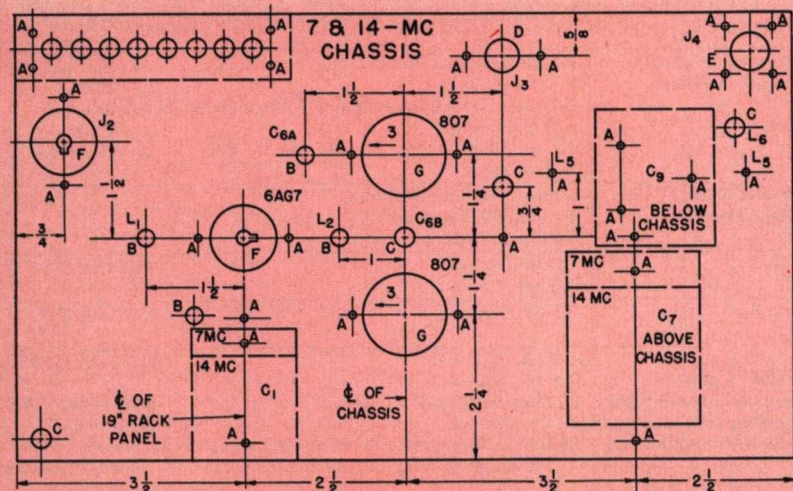 7 & 14-MC
CHASSIS
A
A
A
A
D
5/8
A
A
J3
A
A
J4
E
A
A
A
J2
F
A
1 1/2
3/4
1 1/2
1 1/2
C6A
B
A
3
807
G
A
1 1/4
C
3/4
L5
A
1
A
C9
A
A
BELOW
CHASSIS
A
C
L6
L5
A
6AG7
L1
B
A
F
A
L2
B
1
C6B
C
A
807
3
A
G
A
1 1/4
2 1/4
1 1/2
B
A
7MC
A
14 MC
C1
A
7 MC
A
14 MC
C7
ABOVE
CHASSIS
A
℄ OF
19" RACK
PANEL
℄ OF
CHASSIS
C
3 1/2
2 1/2
3 1/2
2 1/2